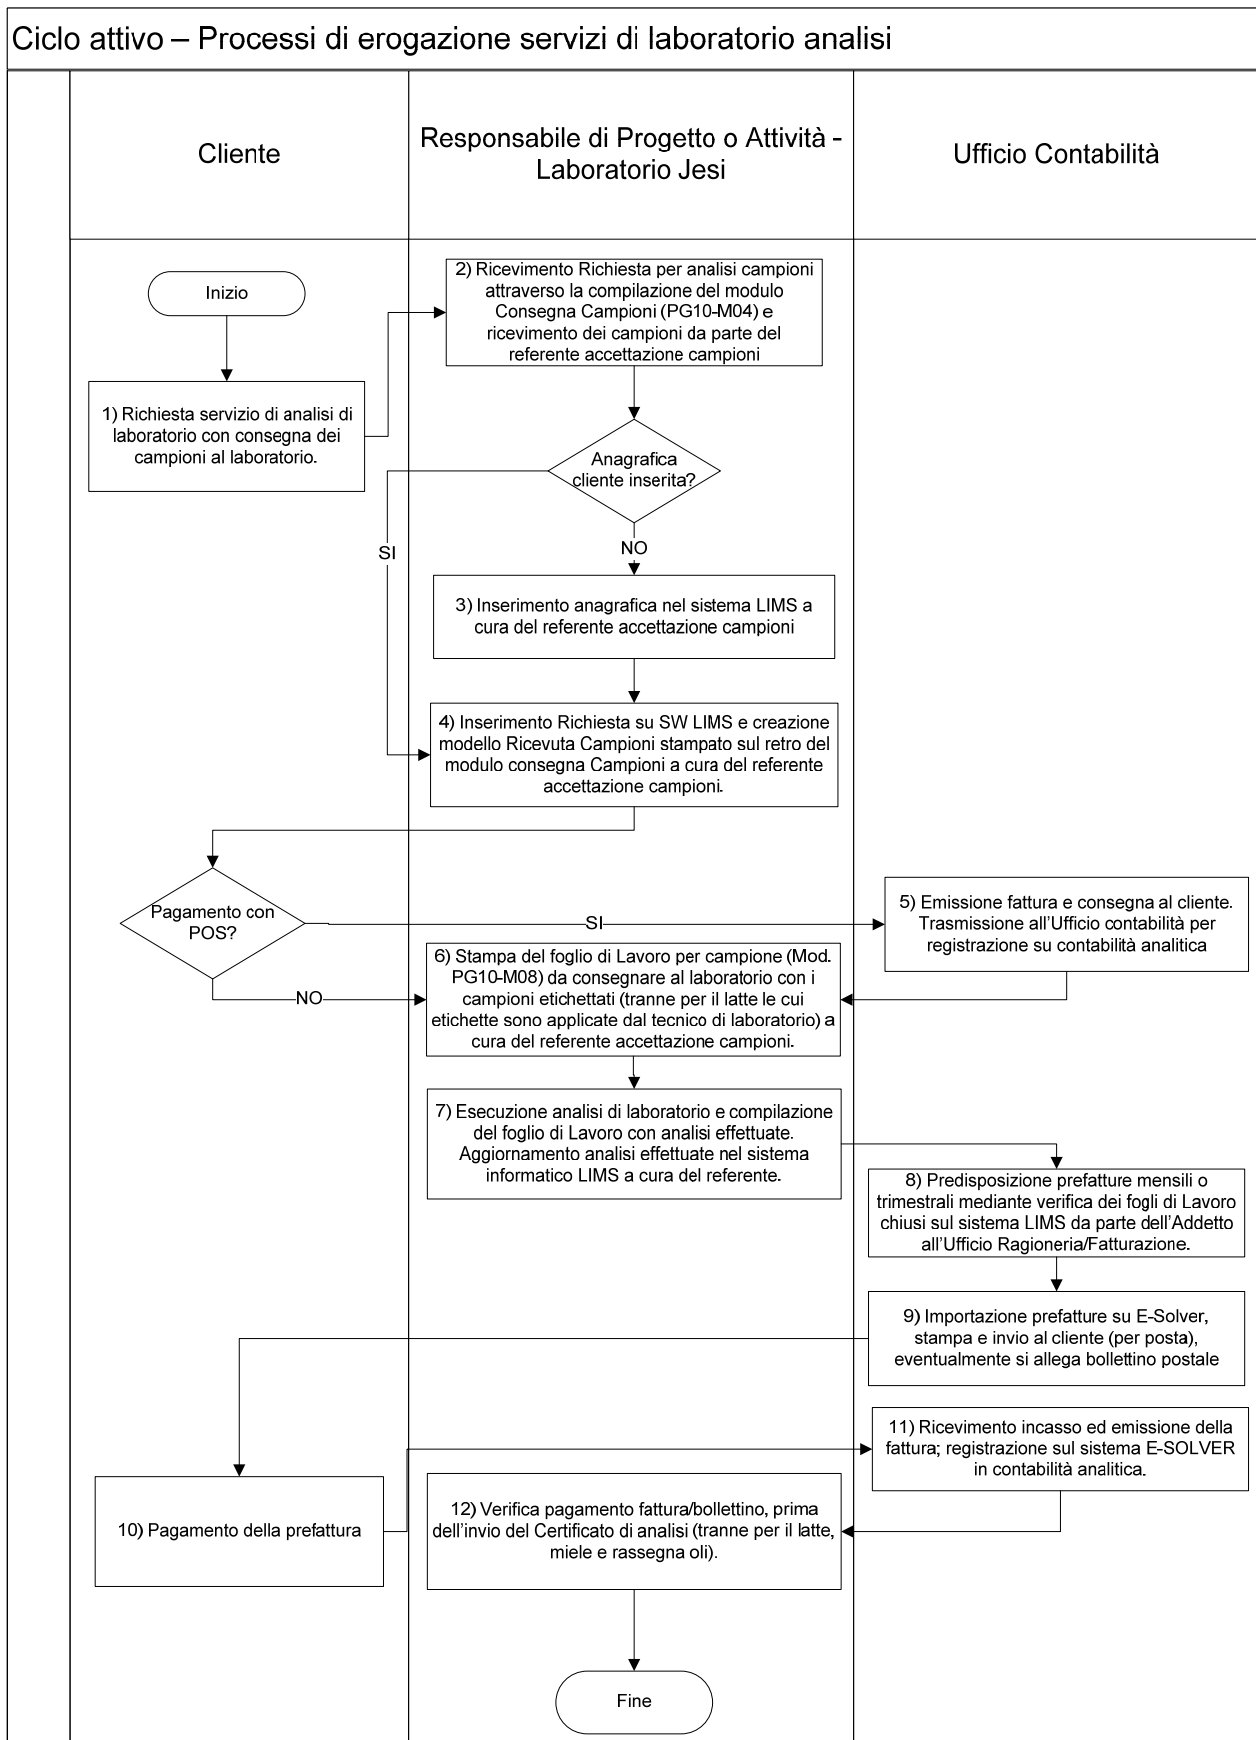 Ciclo attivo – Processi di erogazione servizi di laboratorio analisi
Cliente
Responsabile di Progetto o Attività -
Laboratorio Jesi
Ufficio Contabilità
Inizio
1) Richiesta servizio di analisi di
laboratorio con consegna dei
campioni al laboratorio.
2) Ricevimento Richiesta per analisi campioni
attraverso la compilazione del modulo
Consegna Campioni (PG10-M04) e
ricevimento dei campioni da parte del
referente accettazione campioni
Anagrafica
cliente inserita?
SI
NO
3) Inserimento anagrafica nel sistema LIMS a
cura del referente accettazione campioni
4) Inserimento Richiesta su SW LIMS e creazione
modello Ricevuta Campioni stampato sul retro del
modulo consegna Campioni a cura del referente
accettazione campioni.
Pagamento con
POS?
SI
NO
5) Emissione fattura e consegna al cliente.
Trasmissione all'Ufficio contabilità per
registrazione su contabilità analitica
6) Stampa del foglio di Lavoro per campione (Mod.
PG10-M08) da consegnare al laboratorio con i
campioni etichettati (tranne per il latte le cui
etichette sono applicate dal tecnico di laboratorio) a
cura del referente accettazione campioni.
7) Esecuzione analisi di laboratorio e compilazione
del foglio di Lavoro con analisi effettuate.
Aggiornamento analisi effettuate nel sistema
informatico LIMS a cura del referente.
8) Predisposizione prefatture mensili o
trimestrali mediante verifica dei fogli di Lavoro
chiusi sul sistema LIMS da parte dell'Addetto
all'Ufficio Ragioneria/Fatturazione.
9) Importazione prefatture su E-Solver,
stampa e invio al cliente (per posta),
eventualmente si allega bollettino postale
10) Pagamento della prefattura
11) Ricevimento incasso ed emissione della
fattura; registrazione sul sistema E-SOLVER
in contabilità analitica.
12) Verifica pagamento fattura/bollettino, prima
dell'invio del Certificato di analisi (tranne per il latte,
miele e rassegna oli).
Fine